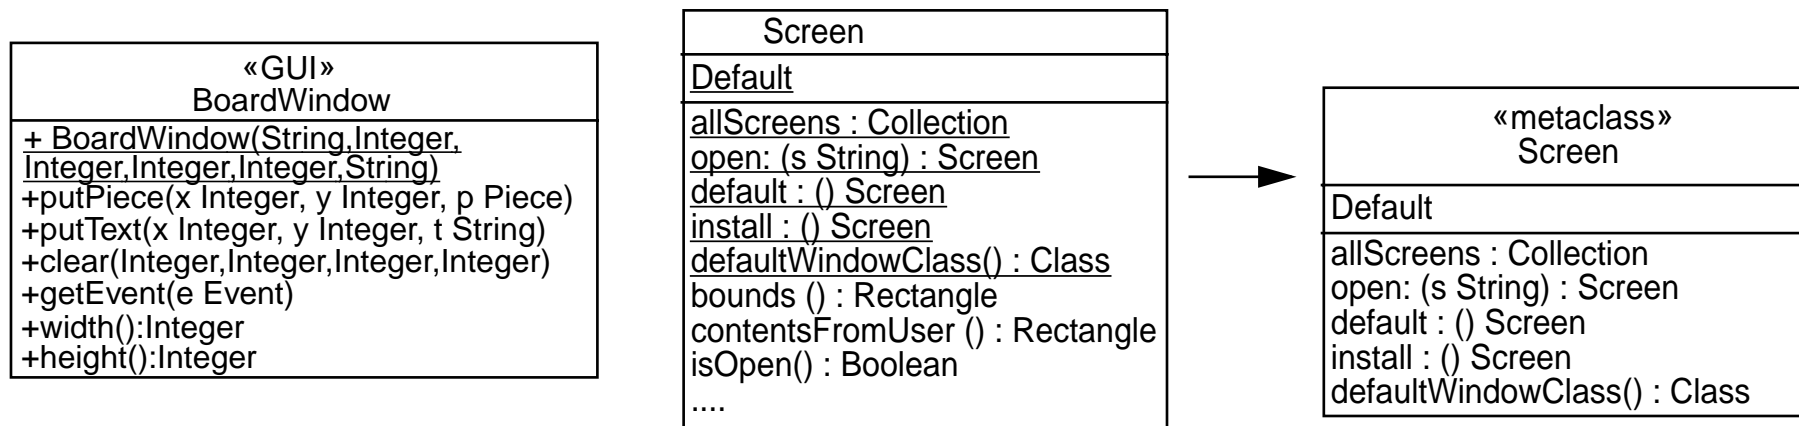 «GUI»
BoardWindow
+ BoardWindow(String,Integer,
Integer,Integer,Integer,String)
+putPiece(x Integer, y Integer, p Piece)
+putText(x Integer, y Integer, t String)
+clear(Integer,Integer,Integer,Integer)
+getEvent(e Event)
+width():Integer
+height():Integer
Screen
Default
allScreens : Collection
open: (s String) : Screen
default : () Screen
install : () Screen
defaultWindowClass() : Class
bounds () : Rectangle
contentsFromUser () : Rectangle
isOpen() : Boolean
....
«metaclass»
Screen
Default
allScreens : Collection
open: (s String) : Screen
default : () Screen
install : () Screen
defaultWindowClass() : Class